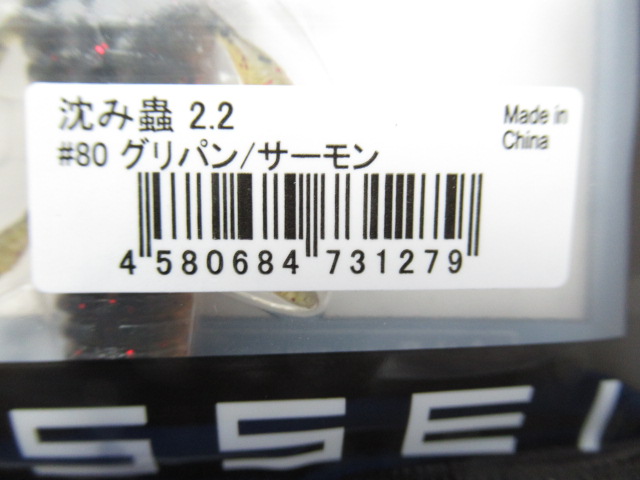 沈み蟲 2.2
#80 グリパン/サーモン
Made in
China
4 580684 731279
SSEI